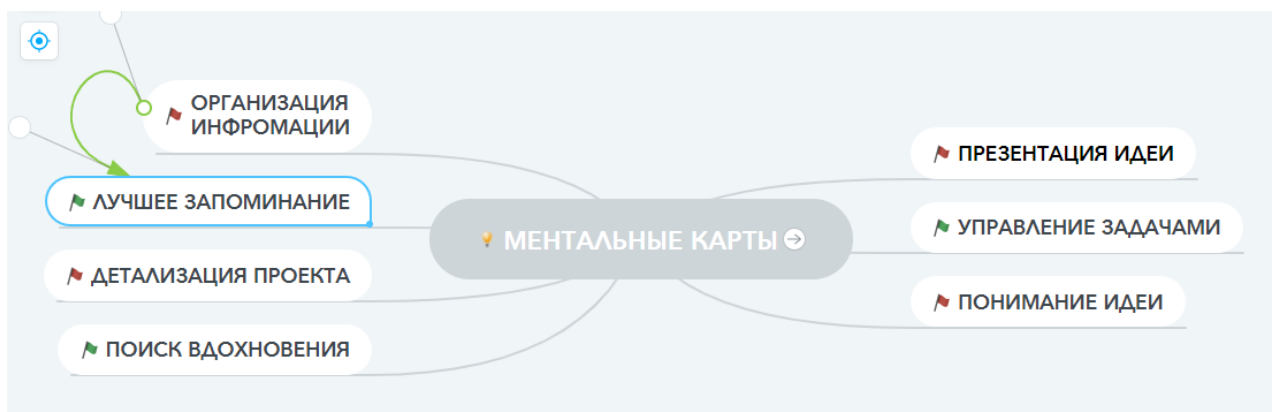 ОРГАНИЗАЦИЯ
ИНФРОМАЦИИ
ЛУЧШЕЕ ЗАПОМИНАНИЕ
ДЕТАЛИЗАЦИЯ ПРОЕКТА
ПОИСК ВДОХНОВЕНИЯ
МЕНТАЛЬНЫЕ КАРТЫ
ПРЕЗЕНТАЦИЯ ИДЕИ
УПРАВЛЕНИЕ ЗАДАЧАМИ
ПОНИМАНИЕ ИДЕИ